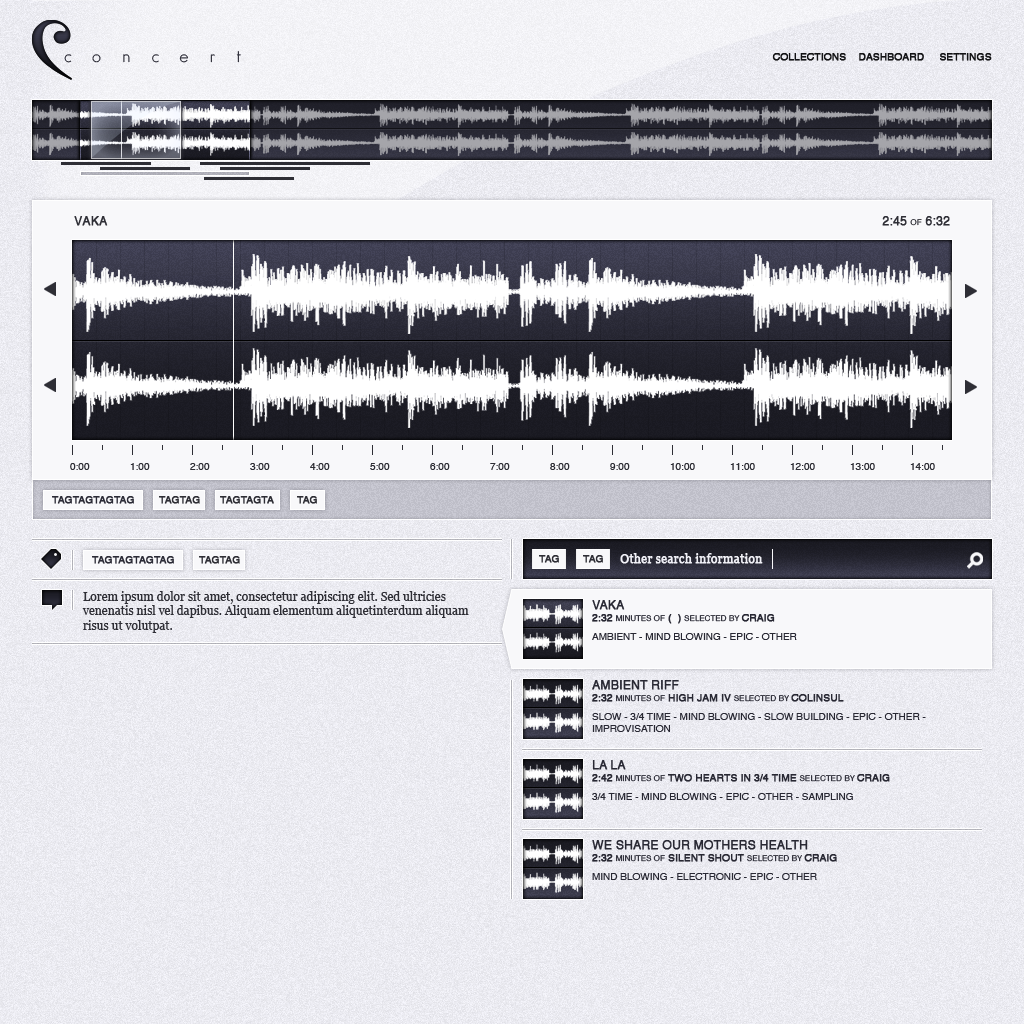 concert
COLLECTIONS DASHBOARD SETTINGS
VAKA 2:45 OF 6:32
0:00 1:00 2:00 3:00 4:00 5:00 6:00 7:00 8:00 9:00 10:00 11:00 12:00 13:00 14:00
TAGTAGTAGTAG TAGTAG TAGTAGTA TAG
TAGTAGTAGTAG TAGTAG
Lorem ipsum dolor sit amet, consectetur adipiscing elit. Sed ultricies
venenatis nisl vel dapibus. Aliquam elementum aliquetinterdum aliquam
risus ut volutpat.
TAG TAG Other search information
VAKA
2:32 MINUTES OF ( ) SELECTED BY CRAIG
AMBIENT - MIND BLOWING - EPIC - OTHER
AMBIENT RIFF
2:32 MINUTES OF HIGH JAM IV SELECTED BY COLINSUL
SLOW - 3/4 TIME - MIND BLOWING - SLOW BUILDING - EPIC - OTHER -
IMPROVISATION
LA LA
2:42 MINUTES OF TWO HEARTS IN 3/4 TIME SELECTED BY CRAIG
3/4 TIME - MIND BLOWING - EPIC - OTHER - SAMPLING
WE SHARE OUR MOTHERS HEALTH
2:32 MINUTES OF SILENT SHOUT SELECTED BY CRAIG
MIND BLOWING - ELECTRONIC - EPIC - OTHER